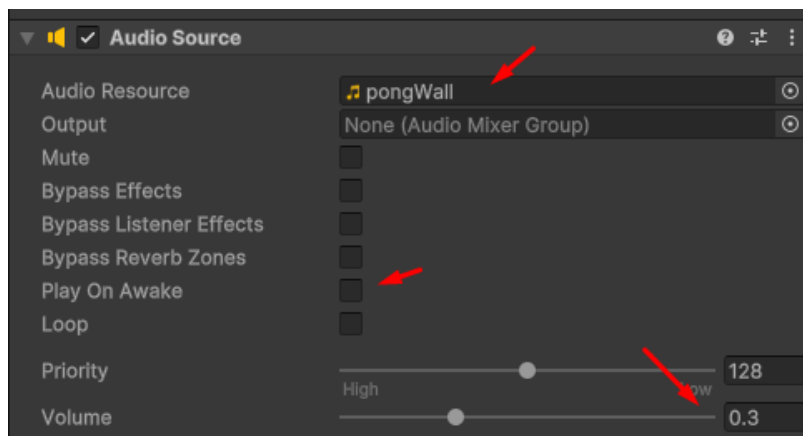 Audio Source
Audio Resource pongWall
Output None (Audio Mixer Group)
Mute
Bypass Effects
Bypass Listener Effects
Bypass Reverb Zones
Play On Awake
Loop
Priority 128
High Low
Volume 0.3